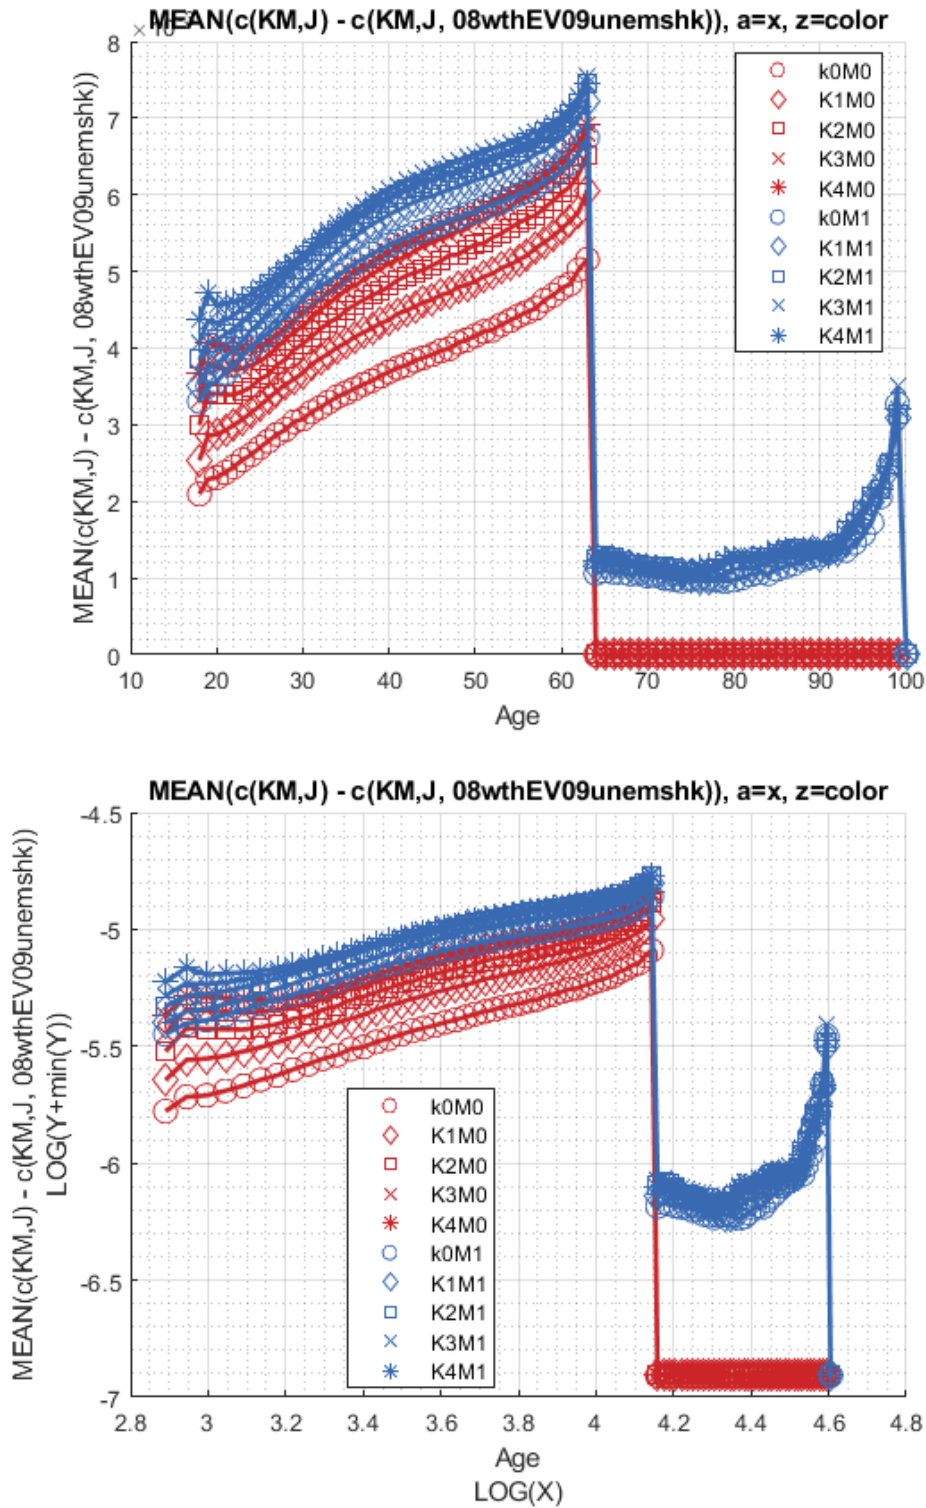 MEAN(c(KM,J) - c(KM,J, 08wthEV09unemshk)), a=x, z=color
MEAN(c(KM,J) - c(KM,J, 08wthEV09unemshk))
8
7
6
5
4
3
2
1
0
k0M0
K1M0
K2M0
K3M0
K4M0
k0M1
K1M1
K2M1
K3M1
K4M1
10 20 30 40 50 60 70 80 90 100
Age
MEAN(c(KM,J) - c(KM,J, 08wthEV09unemshk)), a=x, z=color
MEAN(c(KM,J) - c(KM,J, 08wthEV09unemshk))
LOG(Y+min(Y))
-4.5
-5
-5.5
-6
-6.5
-7
k0M0
K1M0
K2M0
K3M0
K4M0
k0M1
K1M1
K2M1
K3M1
K4M1
2.8 3 3.2 3.4 3.6 3.8 4 4.2 4.4 4.6 4.8
Age
LOG(X)